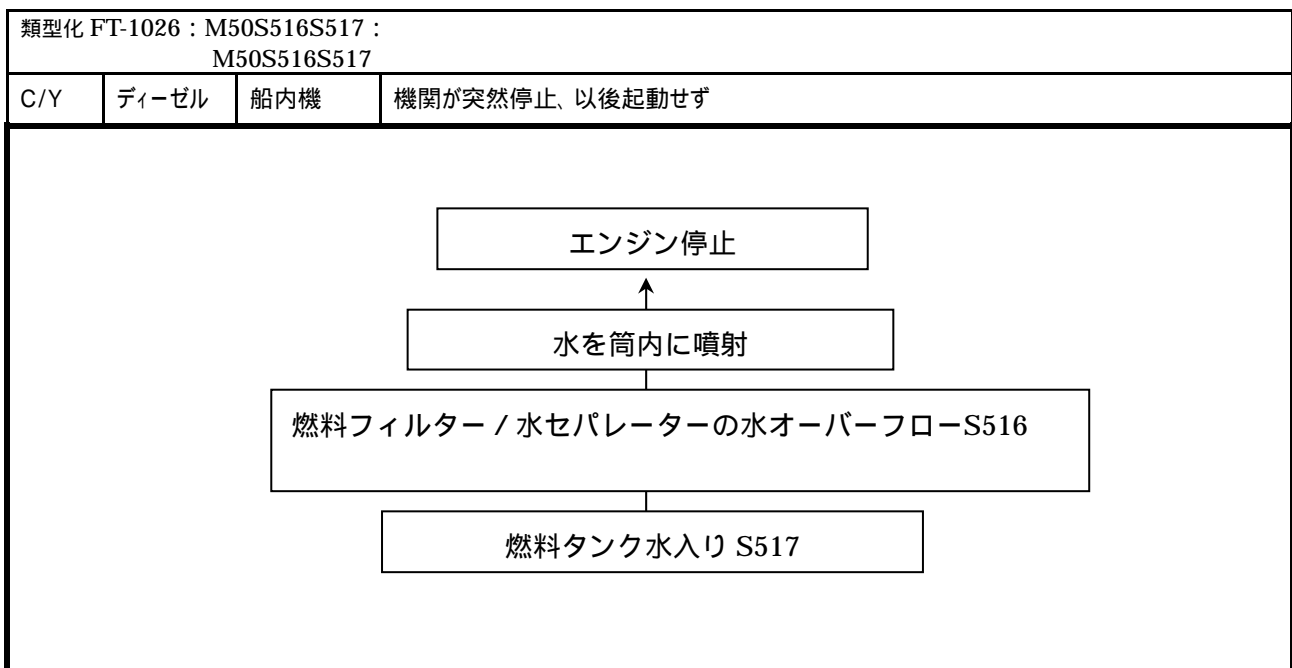 類型化 FT-1026：M50S516S517：
M50S516S517
C/Y ディーゼル 船内機 機関が突然停止、以後起動せず
エンジン停止
水を筒内に噴射
燃料フィルター / 水セパレーターの水オーバーフローS516
燃料タンク水入り S517